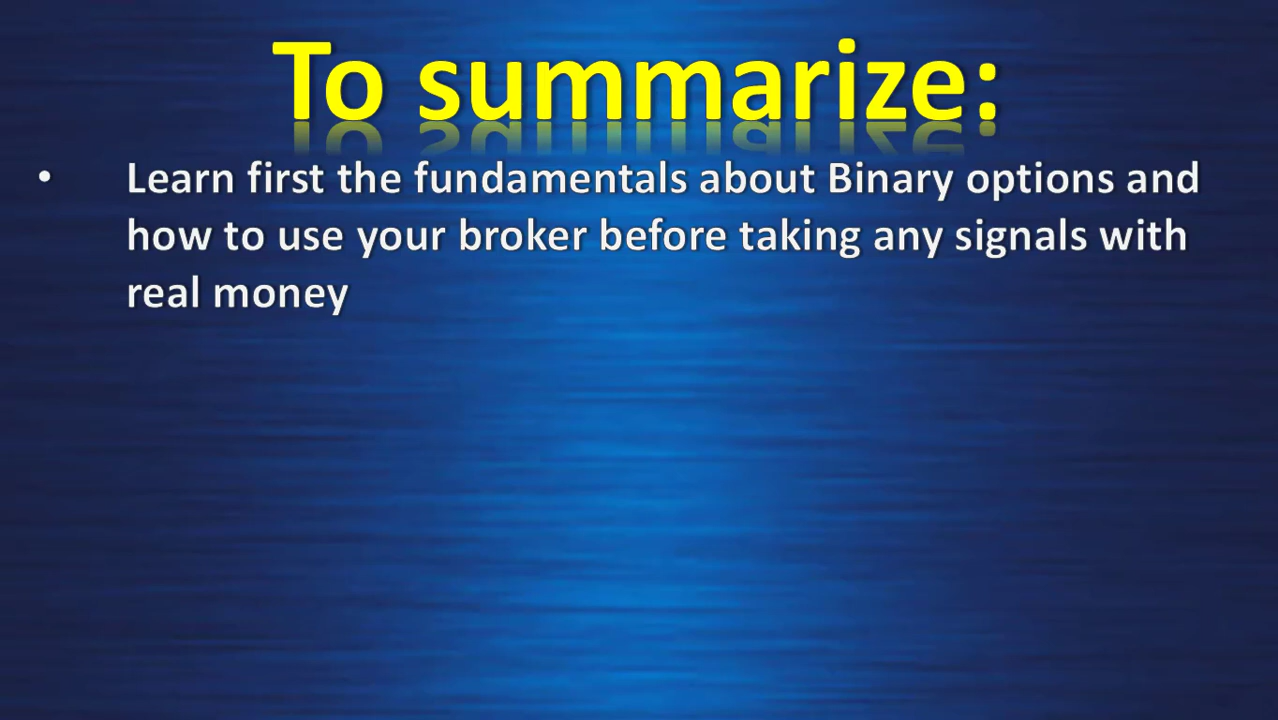 To summarize:
• Learn first the fundamentals about Binary options and
how to use your broker before taking any signals with
real money